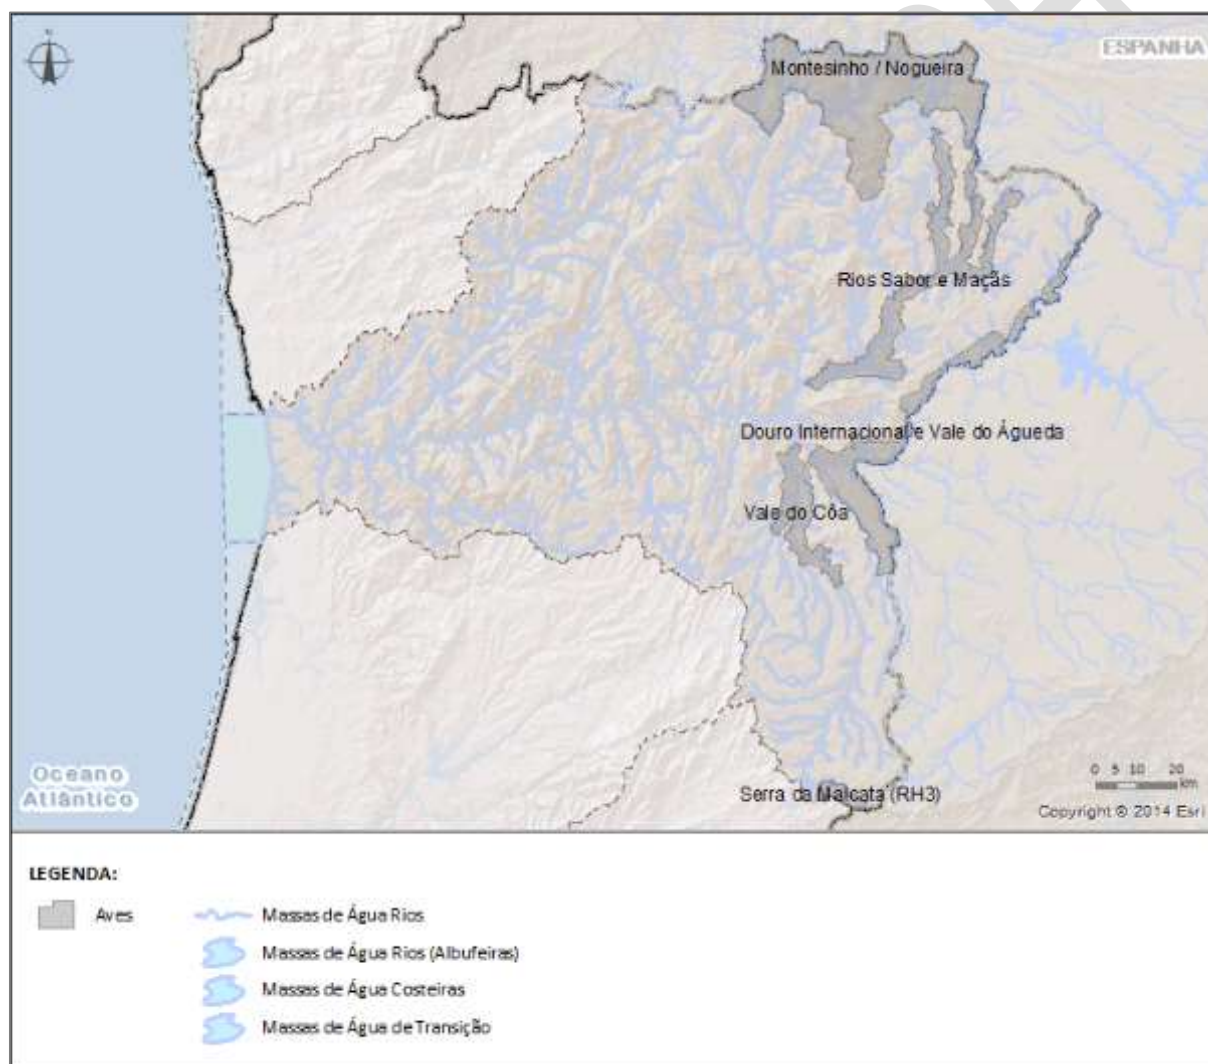 N
ESPANHA
Montesinho / Nogueira
Rios Sabor e Maçãs
Douro Internacional e Vale do Águeda
Vale do Côa
Serra da Malcata (RH3)
Oceano
Atlântico
0 5 10 20
km
Copyright © 2014 Esri
LEGENDA:
Aves
Massas de Água Rios
Massas de Água Rios (Albufeiras)
Massas de Água Costeiras
Massas de Água de Transição